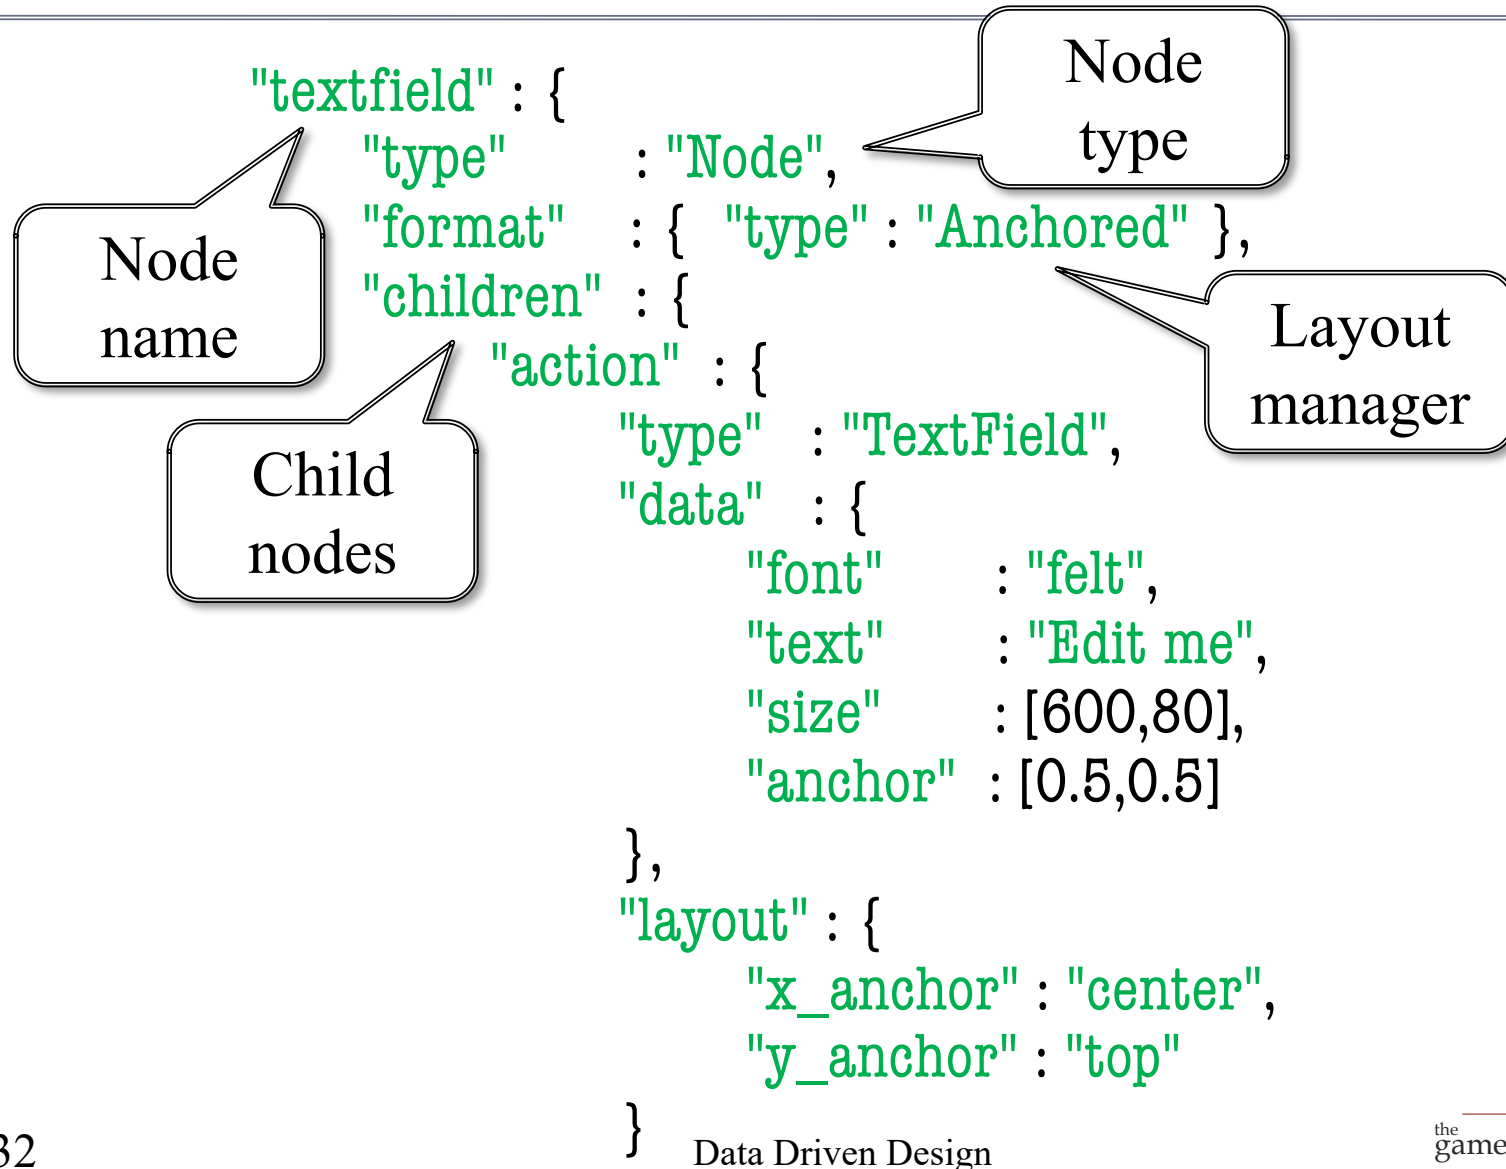 "textfield" : {
"type" : "Node",
"format" : { "type" : "Anchored" },
"children" : {
"action" : {
"type" : "TextField",
"data" : {
"font" : "felt",
"text" : "Edit me",
"size" : [600,80],
"anchor" : [0.5,0.5]
},
"layout" : {
"x_anchor" : "center",
"y_anchor" : "top"
}
Node
type
Node
name
Layout
manager
Child
nodes
32
Data Driven Design
the
game